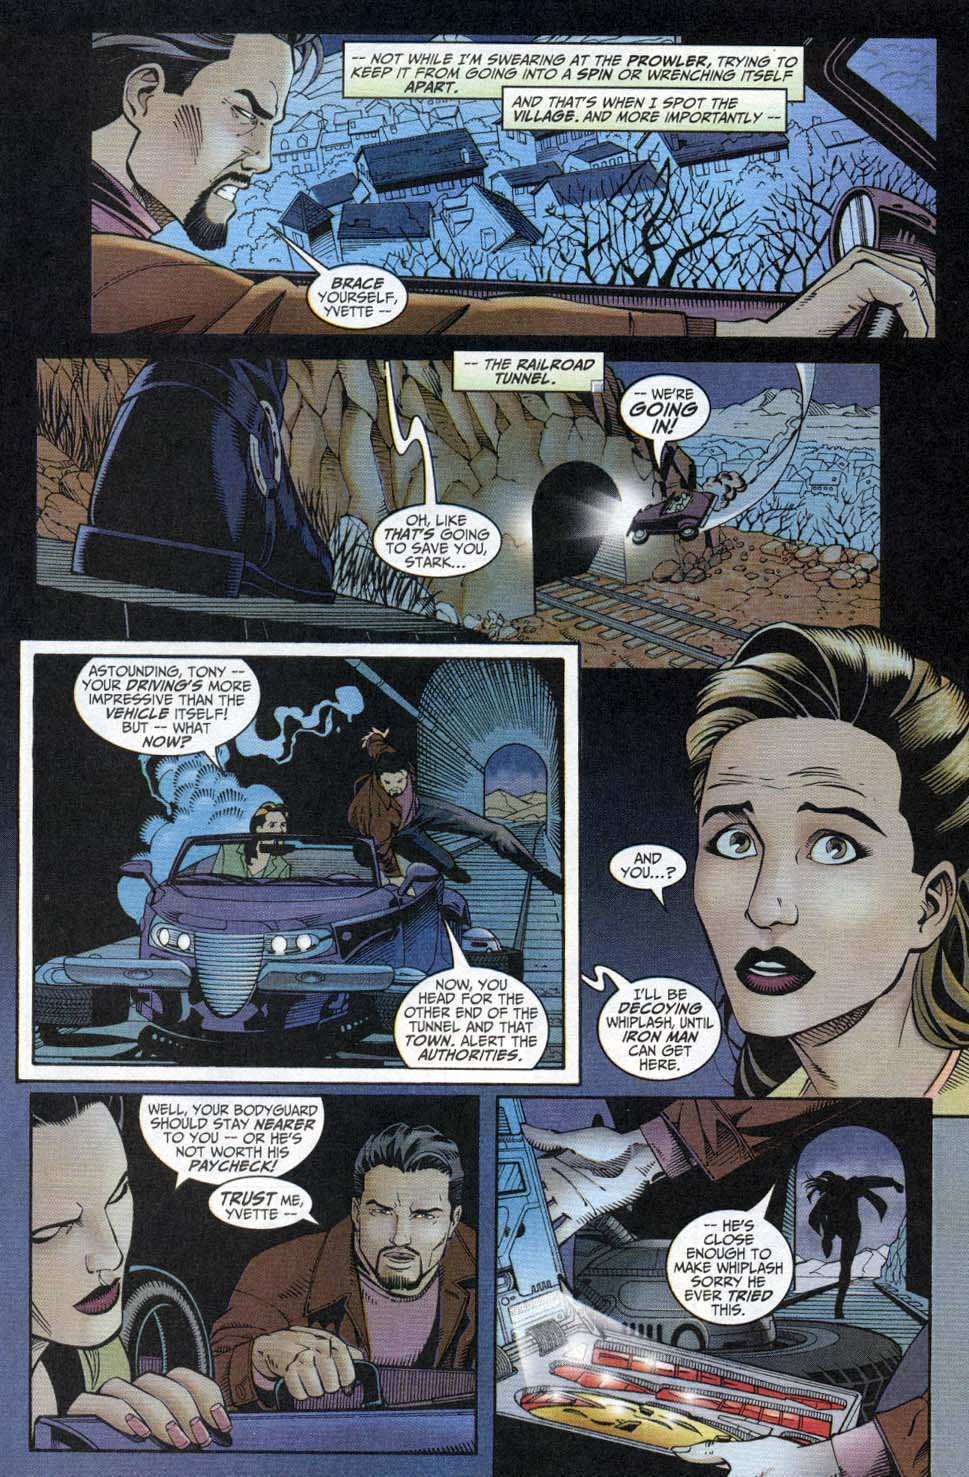 -- NOT WHILE I'M SWEARING AT THE PROWLER, TRYING TO
KEEP IT FROM GOING INTO A SPIN OR WRENCHING ITSELF
APART.
AND THAT'S WHEN I SPOT THE
VILLAGE. AND MORE IMPORTANTLY --
BRACE
YOURSELF,
YVETTE --
-- THE RAILROAD
TUNNEL.
-- WE'RE
GOING
IN!
OH, LIKE
THAT'S GOING
TO SAVE YOU,
STARK...
ASTOUNDING, TONY --
YOUR DRIVING'S MORE
IMPRESSIVE THAN THE
VEHICLE ITSELF!
BUT -- WHAT
NOW?
NOW, YOU
HEAD FOR THE
OTHER END OF THE
TUNNEL AND THAT
TOWN. ALERT THE
AUTHORITIES.
AND
YOU...?
I'LL BE
DECOYING
WHIPLASH, UNTIL
IRON MAN
CAN GET
HERE.
WELL, YOUR BODYGUARD
SHOULD STAY NEARER
TO YOU -- OR HE'S
NOT WORTH HIS
PAYCHECK!
TRUST ME,
YVETTE --
-- HE'S
CLOSE
ENOUGH TO
MAKE WHIPLASH
SORRY HE
EVER TRIED
THIS.